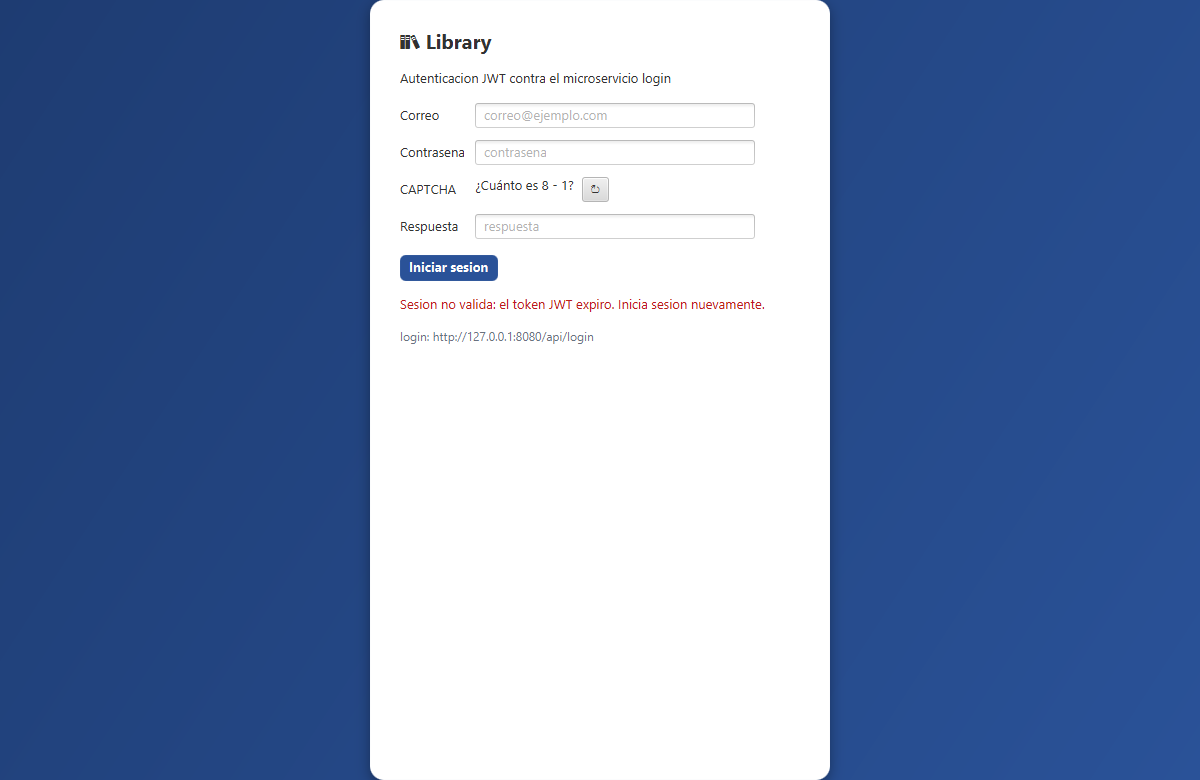 Library
Autenticacion JWT contra el microservicio login
Correo correo@ejemplo.com
Contrasena contrasena
CAPTCHA ¿Cuánto es 8 - 1?
Respuesta respuesta
Iniciar sesion
Sesion no valida: el token JWT expiro. Inicia sesion nuevamente.
login: http://127.0.0.1:8080/api/login